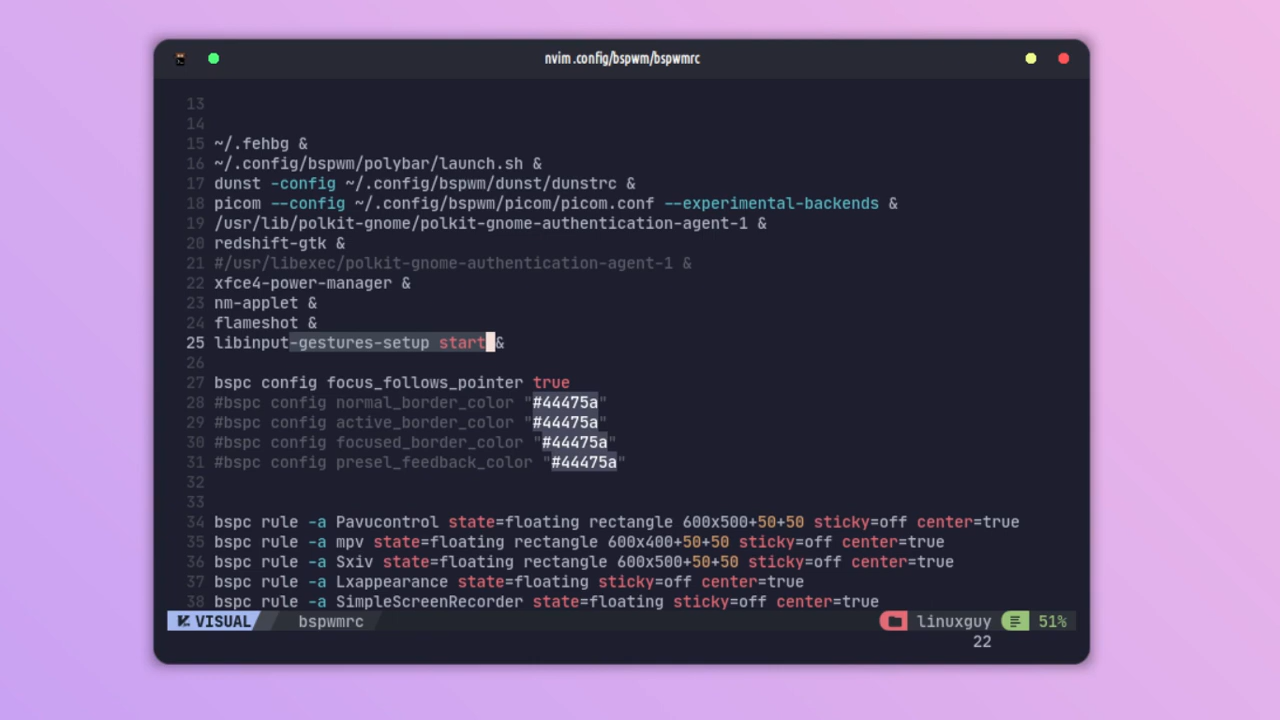 nvim .config/bspwm/bspwmrc
13
14
15 ~/.fehbg &
16 ~/.config/bspwm/polybar/launch.sh &
17 dunst -config ~/.config/bspwm/dunst/dunstrc &
18 picom --config ~/.config/bspwm/picom/picom.conf --experimental-backends &
19 /usr/lib/polkit-gnome/polkit-gnome-authentication-agent-1 &
20 redshift-gtk &
21 #/usr/libexec/polkit-gnome-authentication-agent-1 &
22 xfce4-power-manager &
23 nm-applet &
24 flameshot &
25 libinput-gestures-setup start &
26
27 bspc config focus_follows_pointer true
28 #bspc config normal_border_color "#44475a"
29 #bspc config active_border_color "#44475a"
30 #bspc config focused_border_color "#44475a"
31 #bspc config presel_feedback_color "#44475a"
32
33
34 bspc rule -a Pavucontrol state=floating rectangle 600x500+50+50 sticky=off center=true
35 bspc rule -a mpv state=floating rectangle 600x400+50+50 sticky=off center=true
36 bspc rule -a Sxiv state=floating rectangle 600x500+50+50 sticky=off center=true
37 bspc rule -a Lxappearance state=floating sticky=off center=true
38 bspc rule -a SimpleScreenRecorder state=floating sticky=off center=true
VISUAL bspwmrc linuxguy 51%
22